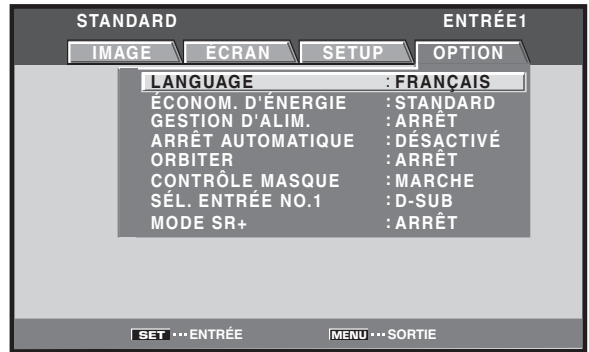 STANDARD ENTRÉE1
IMAGE ÉCRAN SETUP OPTION
LANGUAGE :FRANÇAIS
ÉCONOM. D'ÉNERGIE :STANDARD
GESTION D'ALIM. :ARRÊT
ARRÊT AUTOMATIQUE :DÉSACTIVÉ
ORBITER :ARRÊT
CONTRÔLE MASQUE :MARCHE
SÉL. ENTRÉE NO.1 :D-SUB
MODE SR+ :ARRÊT
SET ···ENTRÉE MENU ···SORTIE